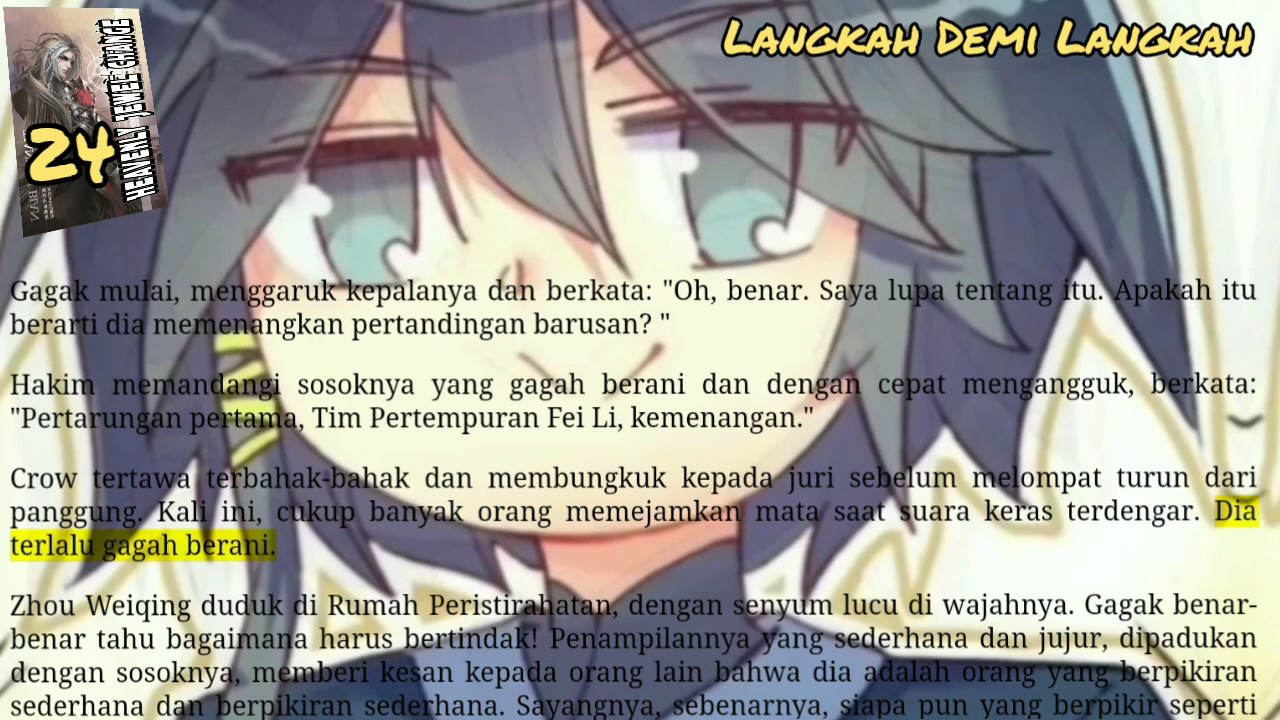 Langkah Demi Langkah
24
HEAVENLY JEWEL CHANGE
Gagak mulai, menggaruk kepalanya dan berkata: "Oh, benar. Saya lupa tentang itu. Apakah itu
berarti dia memenangkan pertandingan barusan? "
Hakim memandangi sosoknya yang gagah berani dan dengan cepat mengangguk, berkata:
"Pertarungan pertama, Tim Pertempuran Fei Li, kemenangan."
Crow tertawa terbahak-bahak dan membungkuk kepada juri sebelum melompat turun dari
panggung. Kali ini, cukup banyak orang memejamkan mata saat suara keras terdengar. Dia
terlalu gagah berani.
Zhou Weiqing duduk di Rumah Peristirahatan, dengan senyum lucu di wajahnya. Gagak benar-
benar tahu bagaimana harus bertindak! Penampilannya yang sederhana dan jujur, dipadukan
dengan sosoknya, memberi kesan kepada orang lain bahwa dia adalah orang yang berpikiran
sederhana dan berpikiran sederhana. Sayangnya, sebenarnya, siapa pun yang berpikir seperti